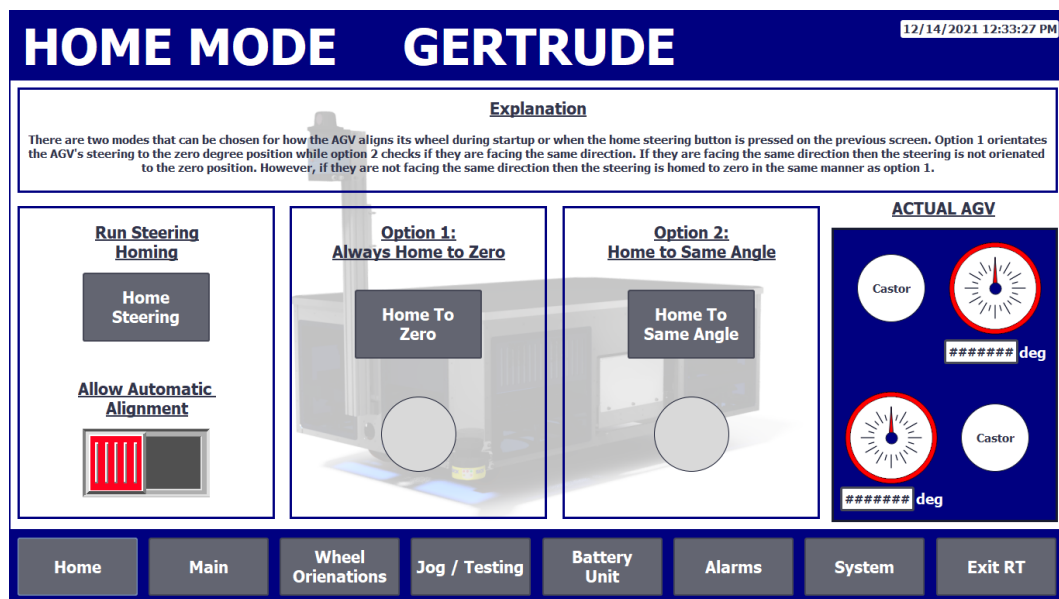 HOME MODE GERTRUDE
12/14/2021 12:33:27 PM
Explanation
There are two modes that can be chosen for how the AGV aligns its wheel during startup or when the home steering button is pressed on the previous screen. Option 1 orientates
the AGV's steering to the zero degree position while option 2 checks if they are facing the same direction. If they are facing the same direction then the steering is not orienated
to the zero position. However, if they are not facing the same direction then the steering is homed to zero in the same manner as option 1.
Run Steering
Homing
Home
Steering
Allow Automatic
Alignment
Option 1:
Always Home to Zero
Home To
Zero
Option 2:
Home to Same Angle
Home To
Same Angle
ACTUAL AGV
Castor
####### deg
Castor
####### deg
Home
Main
Wheel
Orienations
Jog / Testing
Battery
Unit
Alarms
System
Exit RT